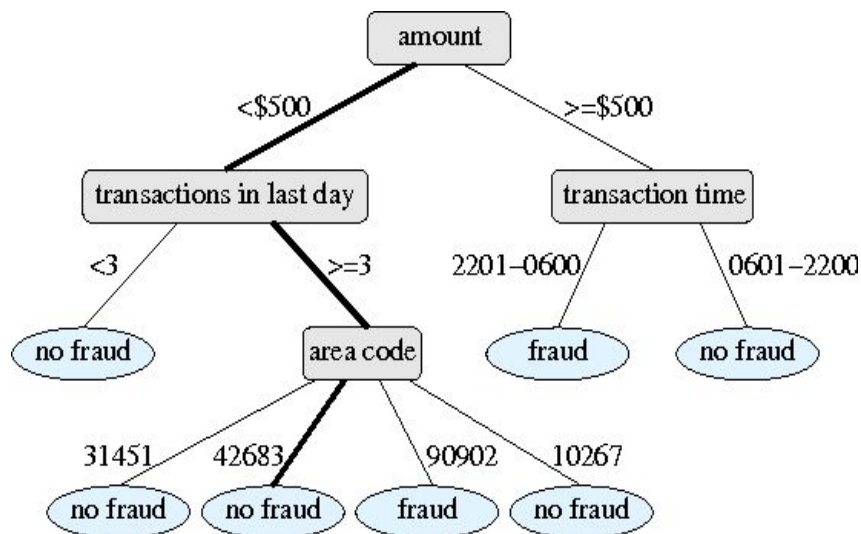 amount
<$500
>=$500
transactions in last day
transaction time
<3
>=3
2201–0600
0601–2200
no fraud
area code
fraud
no fraud
31451
42683
90902
10267
no fraud
no fraud
fraud
no fraud